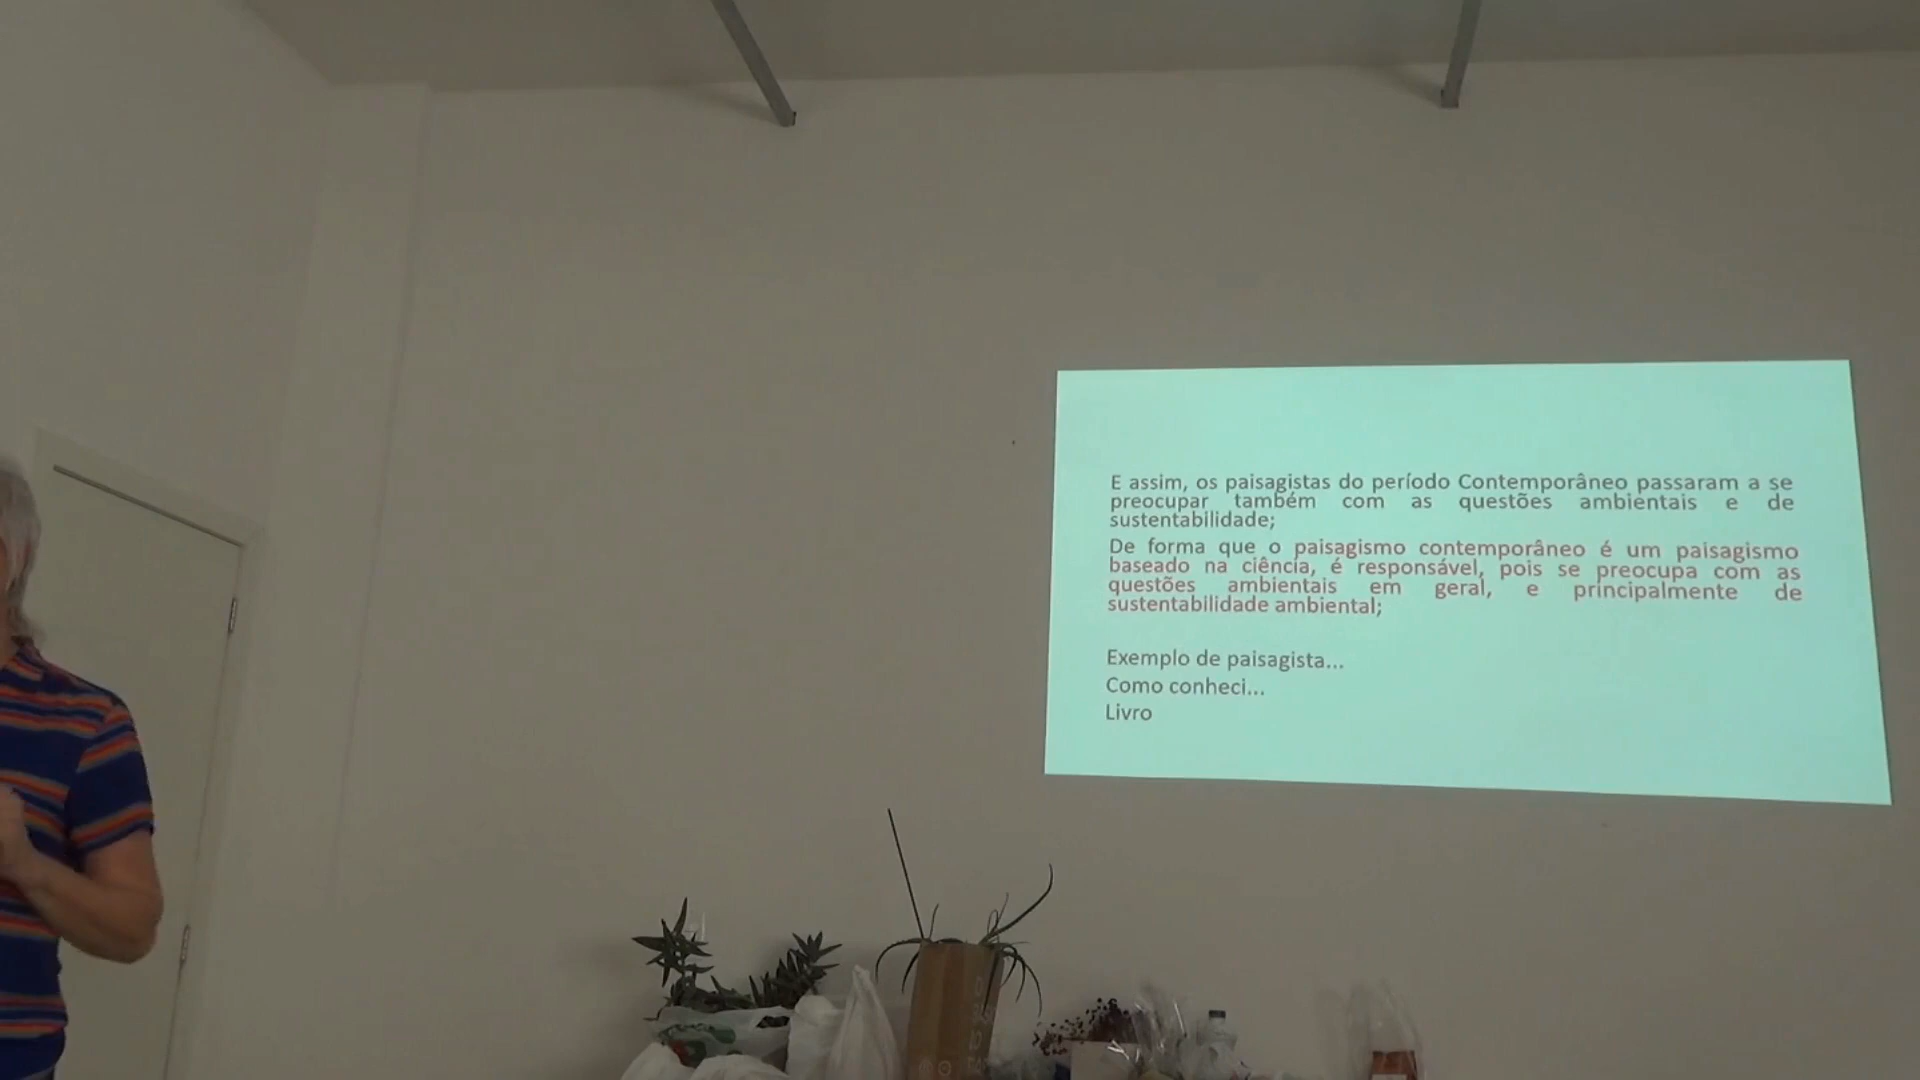 E assim, os paisagistas do período Contemporâneo passaram a se
preocupar também com as questões ambientais e de
sustentabilidade;
De forma que o paisagismo contemporâneo é um paisagismo
baseado na ciência, é responsável, pois se preocupa com as
questões ambientais em geral, e principalmente de
sustentabilidade ambiental;
Exemplo de paisagista...
Como conheci...
Livro